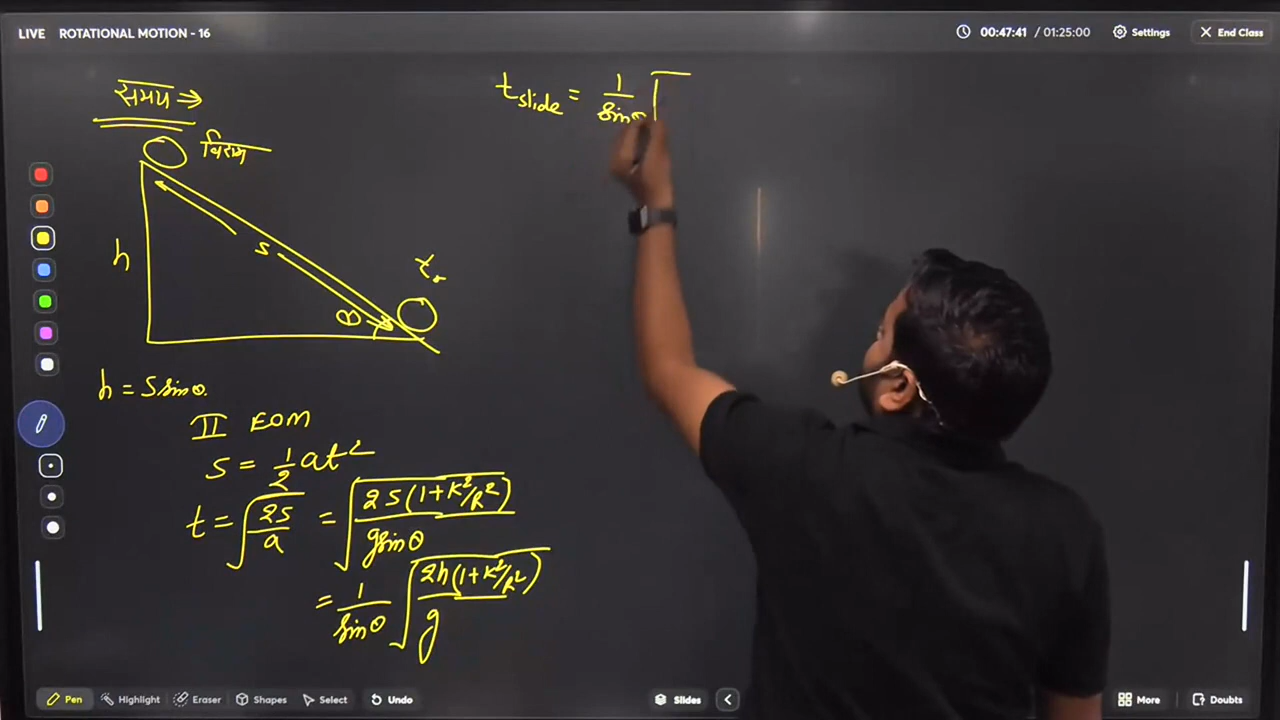 LIVE ROTATIONAL MOTION - 16
00:47:41 / 01:25:00 Settings End Class
समय ⇒
विराम
h
s
θ
t.
h = s sinθ.
II EOM
s = 1/2 at²
t = √(2s/a) = √(2s(1+K²/R²)/gsinθ)
= 1/sinθ √(2h(1+K²/R²)/g)
t slide = 1/sinθ √
Pen Highlight Eraser Shapes Select Undo Slides More Doubts